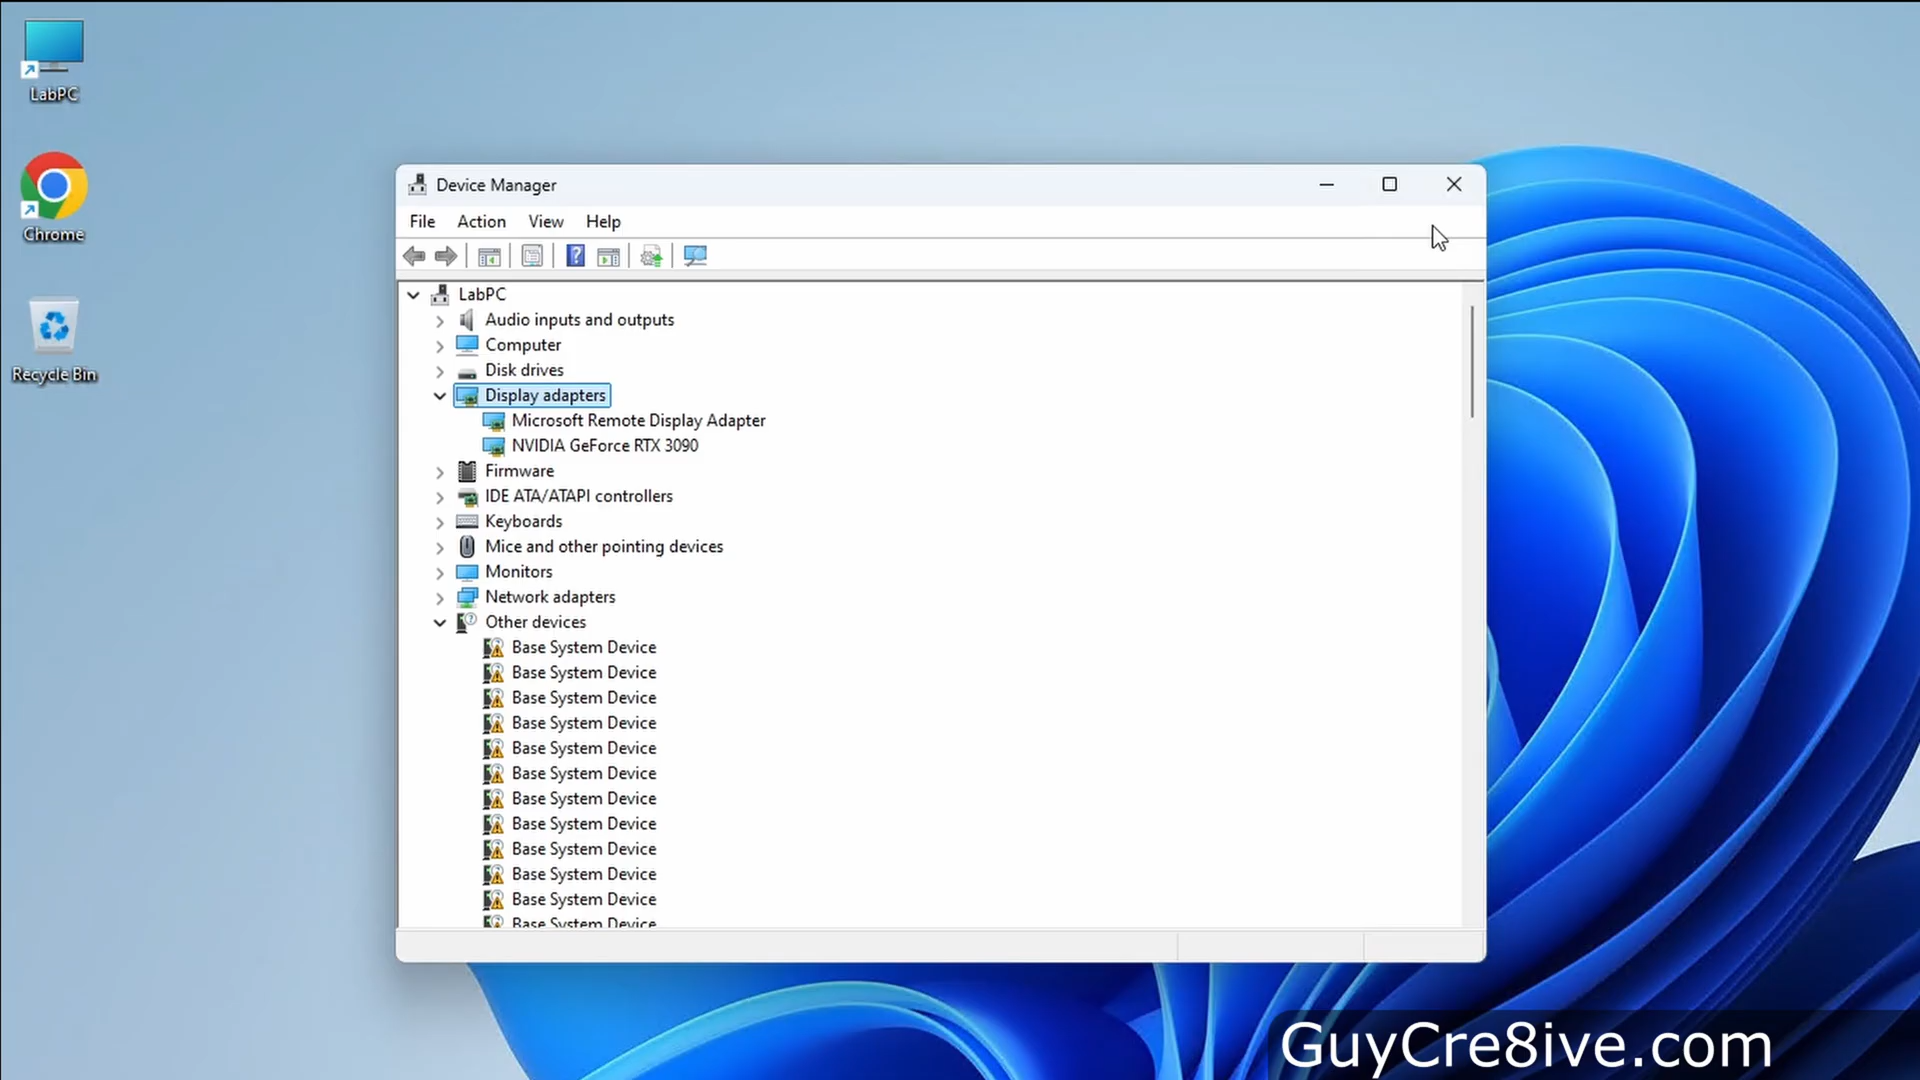 LabPC
Chrome
Recycle Bin
Device Manager
File Action View Help
LabPC
Audio inputs and outputs
Computer
Disk drives
Display adapters
Microsoft Remote Display Adapter
NVIDIA GeForce RTX 3090
Firmware
IDE ATA/ATAPI controllers
Keyboards
Mice and other pointing devices
Monitors
Network adapters
Other devices
Base System Device
Base System Device
Base System Device
Base System Device
Base System Device
Base System Device
Base System Device
Base System Device
Base System Device
Base System Device
Base System Device
Base System Device
GuyCre8ive.com